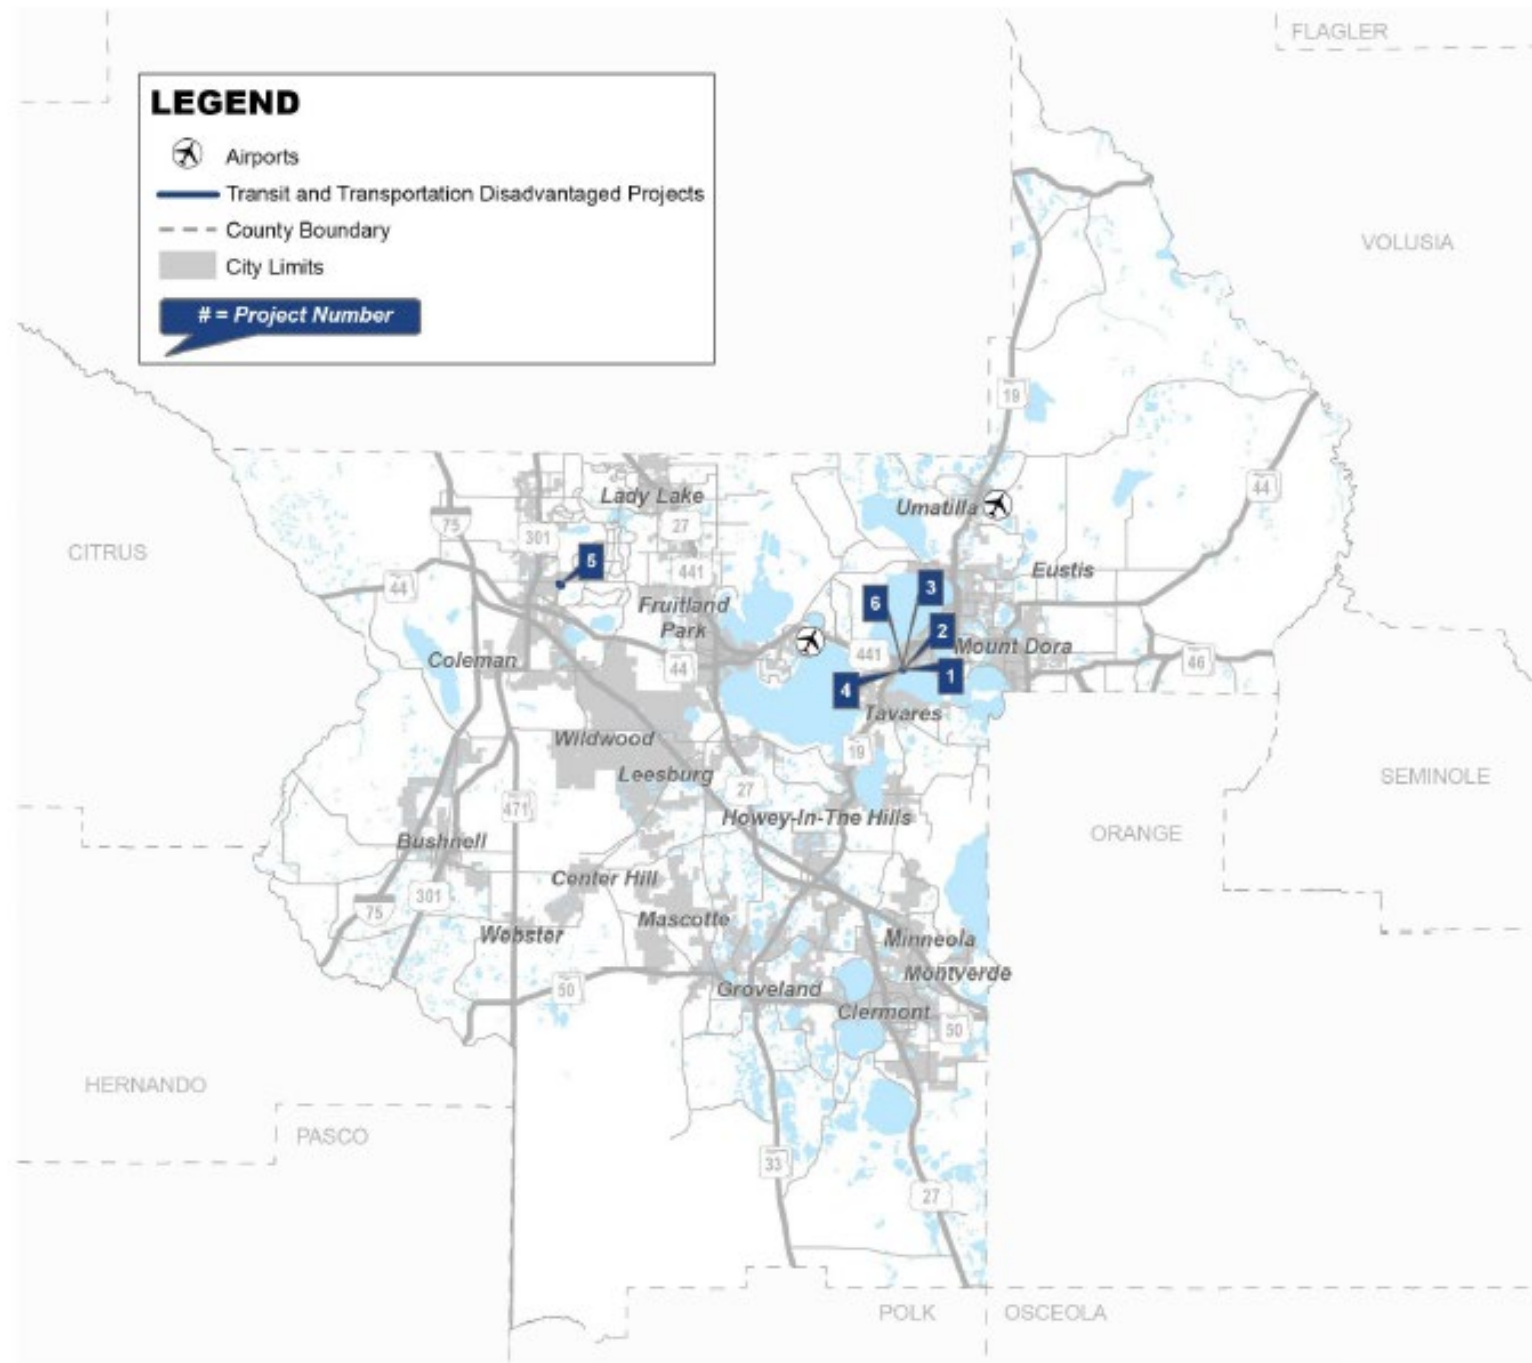 FLAGLER
LEGEND
Airports
Transit and Transportation Disadvantaged Projects
County Boundary
City Limits
# = Project Number
VOLUSIA
19
Umatilla
44
Lady Lake
27
75
301
CITRUS
5
441
Eustis
44
3
6
Fruitland
Park
2
Mount Dora
441
Coleman
44
46
1
4
Tavares
Wildwood
19
Leesburg
SEMINOLE
27
471
Howey-In-The Hills
ORANGE
Bushnell
Center Hill
301
75
Mascotte
Webster
Minneola
Montverde
50
Groveland
Clermont
50
HERNANDO
PASCO
33
27
POLK
OSCEOLA